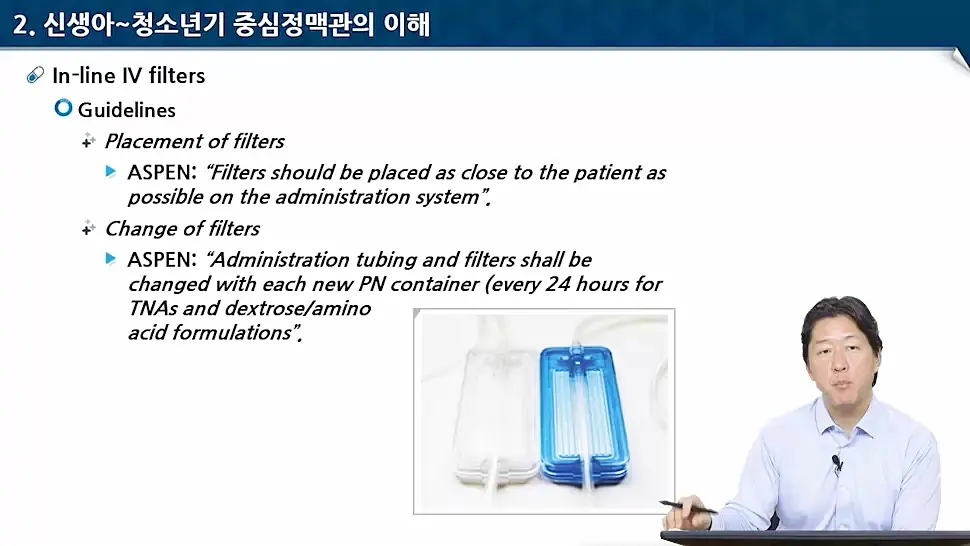 2. 신생아~청소년기 중심정맥관의 이해
In-line IV filters
Guidelines
Placement of filters
ASPEN: “Filters should be placed as close to the patient as
possible on the administration system”.
Change of filters
ASPEN: “Administration tubing and filters shall be
changed with each new PN container (every 24 hours for
TNAs and dextrose/amino
acid formulations”.